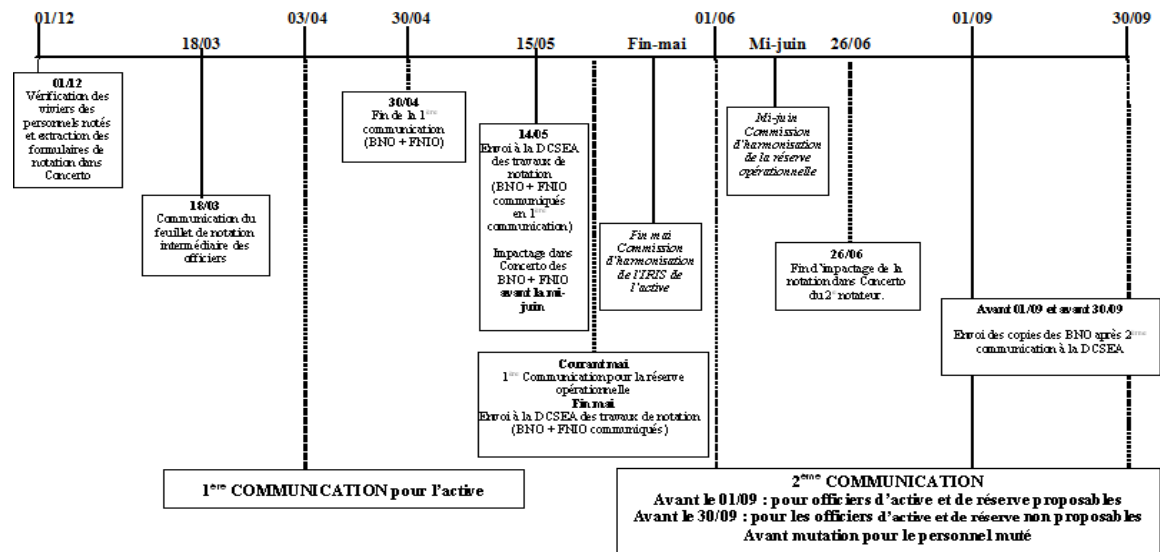 01/12
03/04
30/04
01/06
01/09
30/09
18/03
15/05
Fin-mai
Mi-juin
26/06
01/12
Vérification des
viviers des
personnels notés
et extraction des
formulaires de
notation dans
Concerto
18/03
Communication du
feuillet de notation
intermédiaire des
officiers
30/04
Fin de la 1ère
communication
(BNO + FNIO)
14/05
Envoi à la DCSEA
des travaux de
notation
(BNO + FNIO
communiqués
en 1ère
communication)
Impactage dans
Concerto des
BNO + FNIO
avant la mi-
juin
Fin mai
Commission
d'harmonisation
de l'IRIS de
l'active
Mi-juin
Commission
d'harmonisation
de la réserve
opérationnelle
26/06
Fin d'impactage de la
notation dans Concerto
du 2e notateur.
Avant 01/09 et avant 30/09
Envoi des copies des BNO après 2ème
communication à la DCSEA
Courant mai
1ère Communication pour la réserve
opérationnelle
Fin mai
Envoi à la DCSEA des travaux de notation
(BNO + FNIO communiqués)
1ère COMMUNICATION pour l'active
2ème COMMUNICATION
Avant le 01/09 : pour officiers d'active et de réserve proposables
Avant le 30/09 : pour les officiers d'active et de réserve non proposables
Avant mutation pour le personnel muté